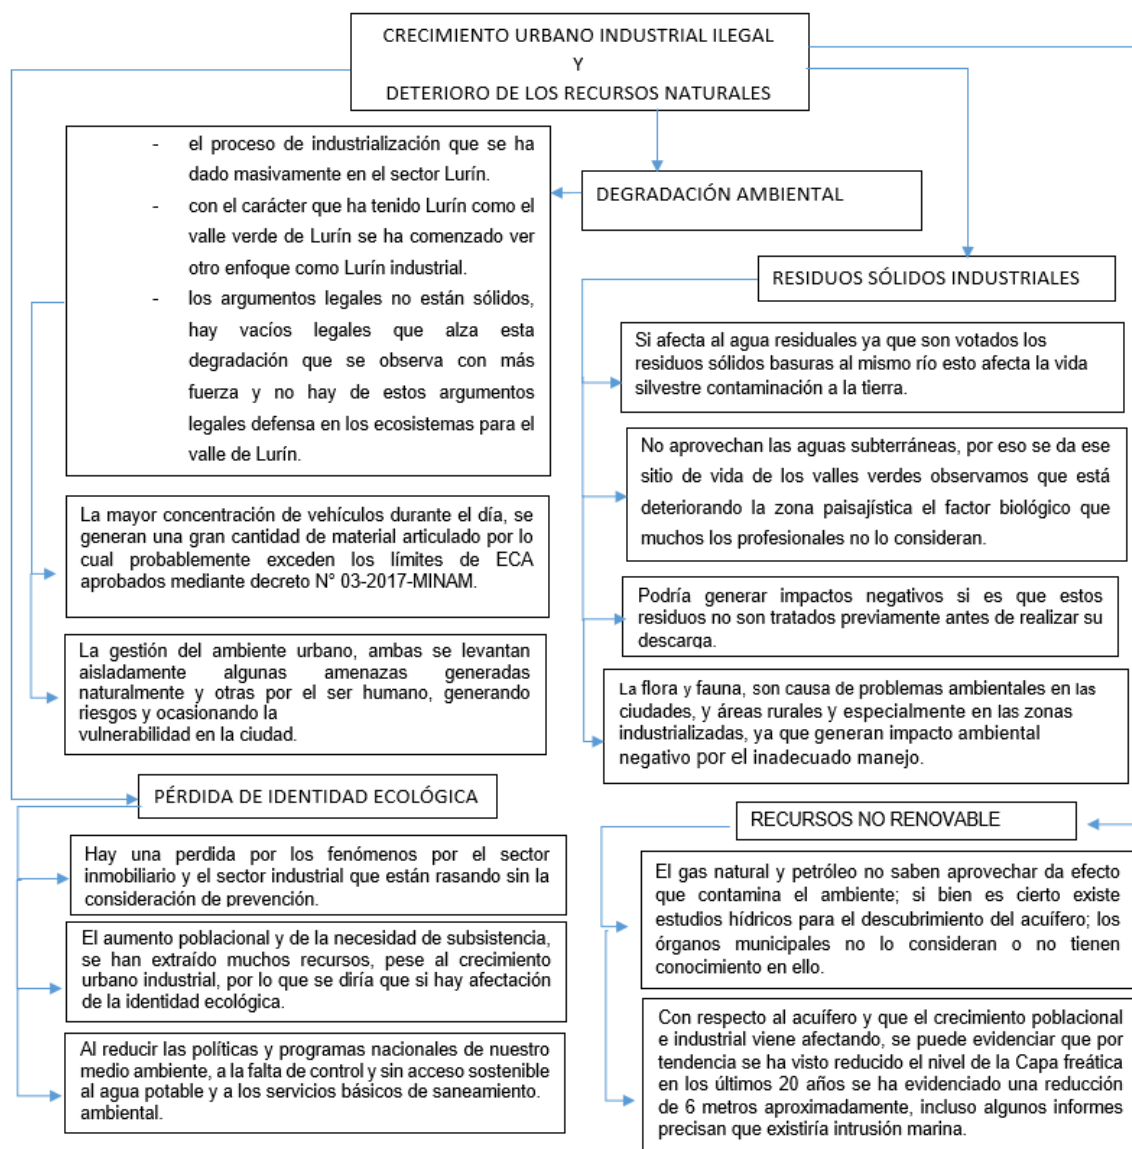 CRECIMIENTO URBANO INDUSTRIAL ILEGAL
Y
DETERIORO DE LOS RECURSOS NATURALES
- el proceso de industrialización que se ha
dado masivamente en el sector Lurín.
- con el carácter que ha tenido Lurín como el
valle verde de Lurín se ha comenzado ver
otro enfoque como Lurín industrial.
- los argumentos legales no están sólidos,
hay vacíos legales que alza esta
degradación que se observa con más
fuerza y no hay de estos argumentos
legales defensa en los ecosistemas para el
valle de Lurín.
DEGRADACIÓN AMBIENTAL
La mayor concentración de vehículos durante el día, se
generan una gran cantidad de material articulado por lo
cual probablemente exceden los límites de ECA
aprobados mediante decreto N° 03-2017-MINAM.
La gestión del ambiente urbano, ambas se levantan
aisladamente algunas amenazas generadas
naturalmente y otras por el ser humano, generando
riesgos y ocasionando la
vulnerabilidad en la ciudad.
RESIDUOS SÓLIDOS INDUSTRIALES
Si afecta al agua residuales ya que son votados los
residuos sólidos basuras al mismo río esto afecta la vida
silvestre contaminación a la tierra.
No aprovechan las aguas subterráneas, por eso se da ese
sitio de vida de los valles verdes observamos que está
deteriorando la zona paisajística el factor biológico que
muchos los profesionales no lo consideran.
Podría generar impactos negativos si es que estos
residuos no son tratados previamente antes de realizar su
descarga.
La flora y fauna, son causa de problemas ambientales en las
ciudades, y áreas rurales y especialmente en las zonas
industrializadas, ya que generan impacto ambiental
negativo por el inadecuado manejo.
PÉRDIDA DE IDENTIDAD ECOLÓGICA
Hay una perdida por los fenómenos por el sector
inmobiliario y el sector industrial que están rasando sin la
consideración de prevención.
El aumento poblacional y de la necesidad de subsistencia,
se han extraído muchos recursos, pese al crecimiento
urbano industrial, por lo que se diría que si hay afectación
de la identidad ecológica.
Al reducir las políticas y programas nacionales de nuestro
medio ambiente, a la falta de control y sin acceso sostenible
al agua potable y a los servicios básicos de saneamiento.
ambiental.
RECURSOS NO RENOVABLE
El gas natural y petróleo no saben aprovechar da efecto
que contamina el ambiente; si bien es cierto existe
estudios hídricos para el descubrimiento del acuífero; los
órganos municipales no lo consideran o no tienen
conocimiento en ello.
Con respecto al acuífero y que el crecimiento poblacional
e industrial viene afectando, se puede evidenciar que por
tendencia se ha visto reducido el nivel de la Capa freática
en los últimos 20 años se ha evidenciado una reducción
de 6 metros aproximadamente, incluso algunos informes
precisan que existiría intrusión marina.